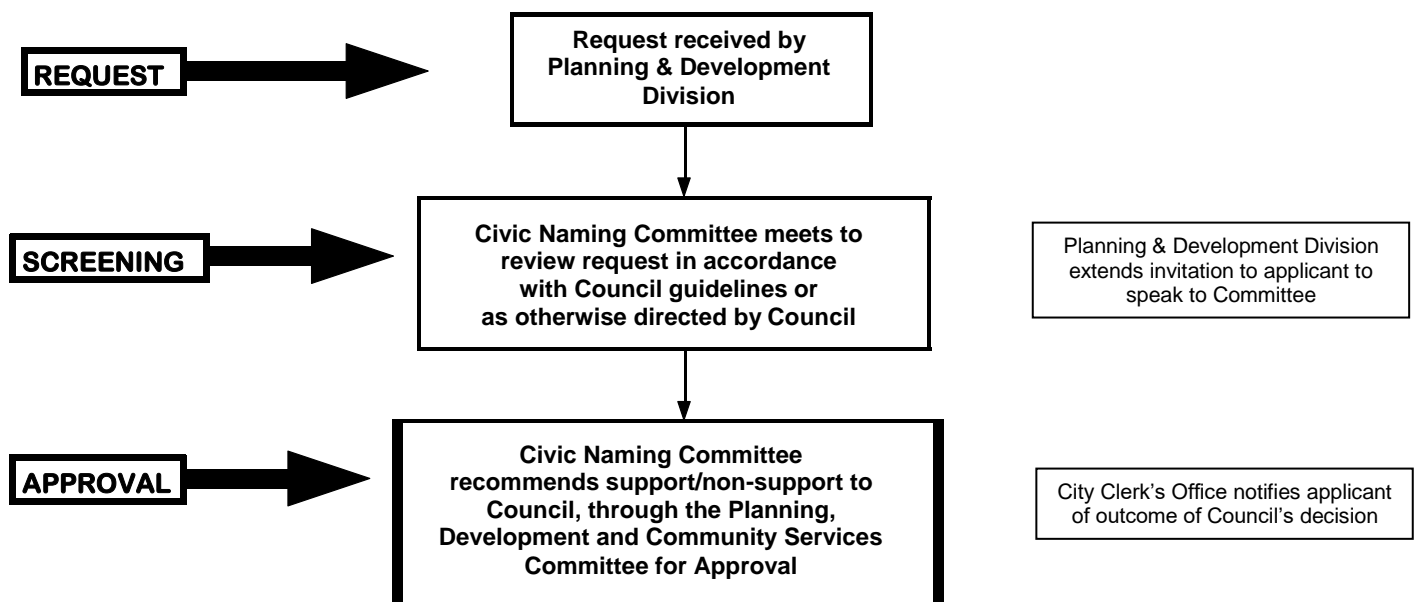 REQUEST
Request received by
Planning & Development
Division
SCREENING
Civic Naming Committee meets to
review request in accordance
with Council guidelines or
as otherwise directed by Council
Planning & Development Division
extends invitation to applicant to
speak to Committee
APPROVAL
Civic Naming Committee
recommends support/non-support to
Council, through the Planning,
Development and Community Services
Committee for Approval
City Clerk’s Office notifies applicant
of outcome of Council’s decision